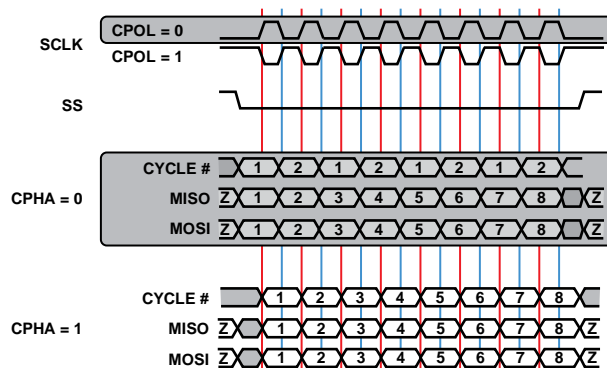 CPOL = 0
SCLK
CPOL = 1
SS
CYCLE # 1 2 1 2 1 2 1 2
CPHA = 0 MISO Z 1 2 3 4 5 6 7 8 Z
MOSI Z 1 2 3 4 5 6 7 8 Z
CYCLE # 1 2 3 4 5 6 7 8
CPHA = 1 MISO Z 1 2 3 4 5 6 7 8 Z
MOSI Z 1 2 3 4 5 6 7 8 Z